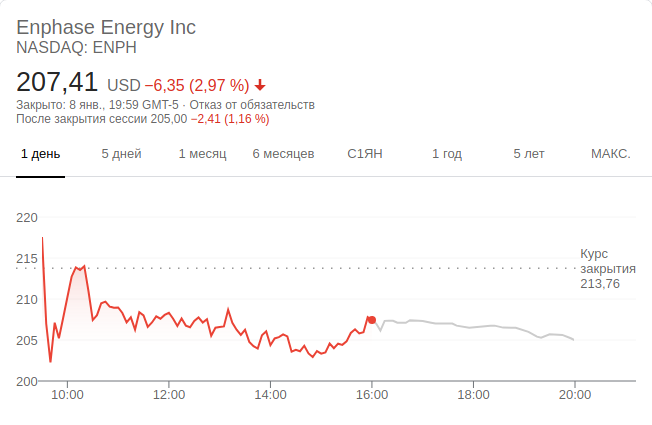 Enphase Energy Inc
NASDAQ: ENPH
207,41 USD −6,35 (2,97 %)
Закрыто: 8 янв., 19:59 GMT-5 · Отказ от обязательств
После закрытия сессии 205,00 −2,41 (1,16 %)
1 день 5 дней 1 месяц 6 месяцев С1ЯН 1 год 5 лет МАКС.
220
215
210
205
200
Курс
закрытия
213,76
10:00 12:00 14:00 16:00 18:00 20:00